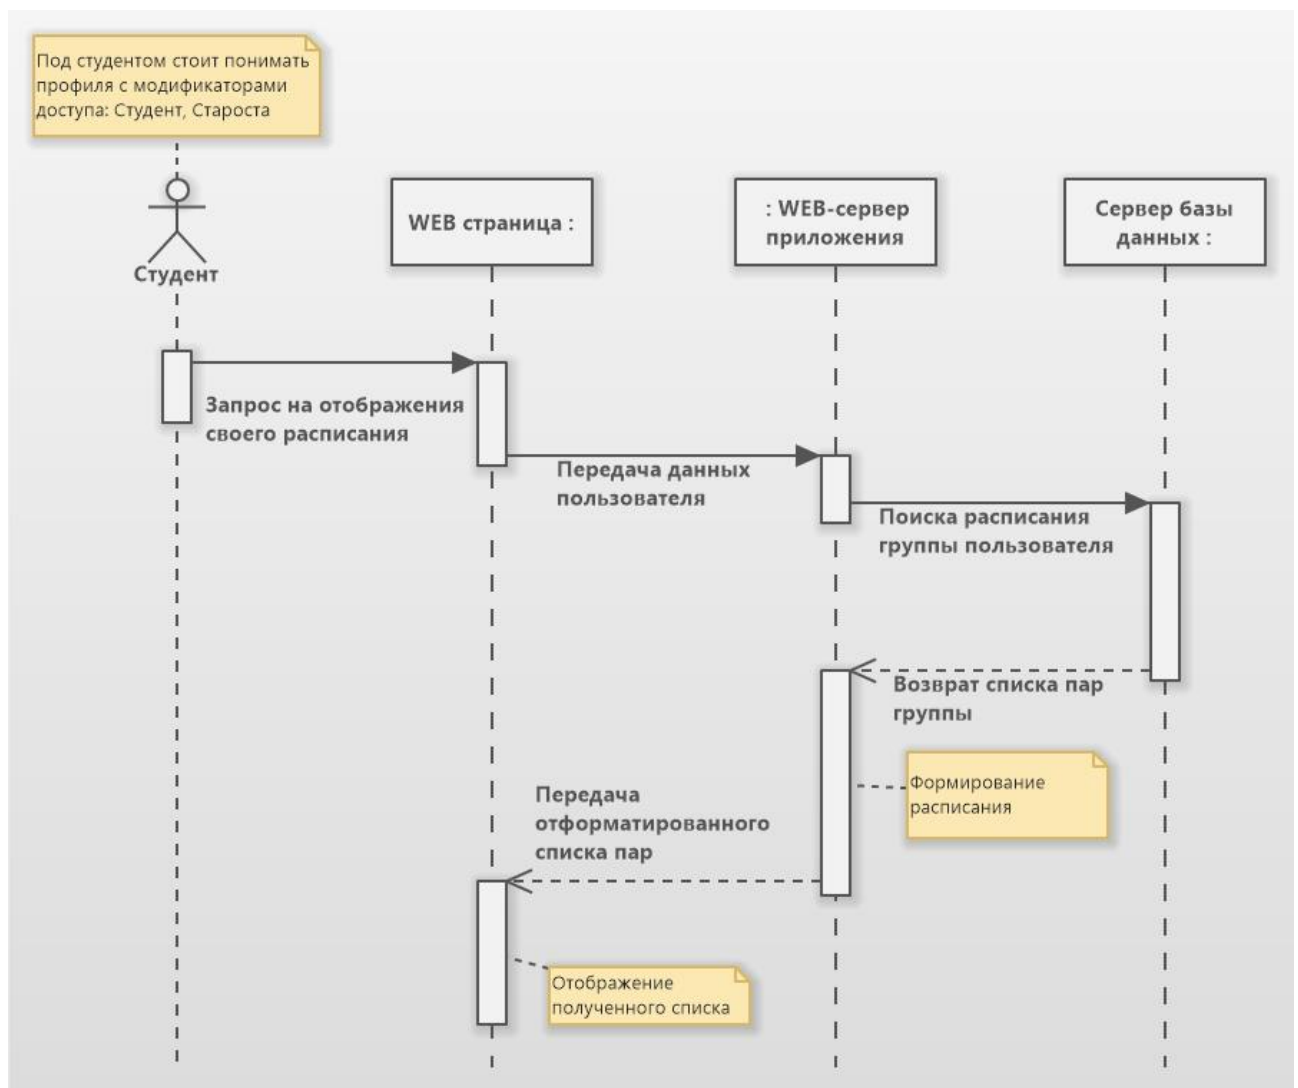 Под студентом стоит понимать
профиля с модификаторами
доступа: Студент, Староста
Студент
WEB страница :
: WEB-сервер
приложения
Сервер базы
данных :
Запрос на отображения
своего расписания
Передача данных
пользователя
Поиска расписания
группы пользователя
Возврат списка пар
группы
Формирование
расписания
Передача
отформатированного
списка пар
Отображение
полученного списка